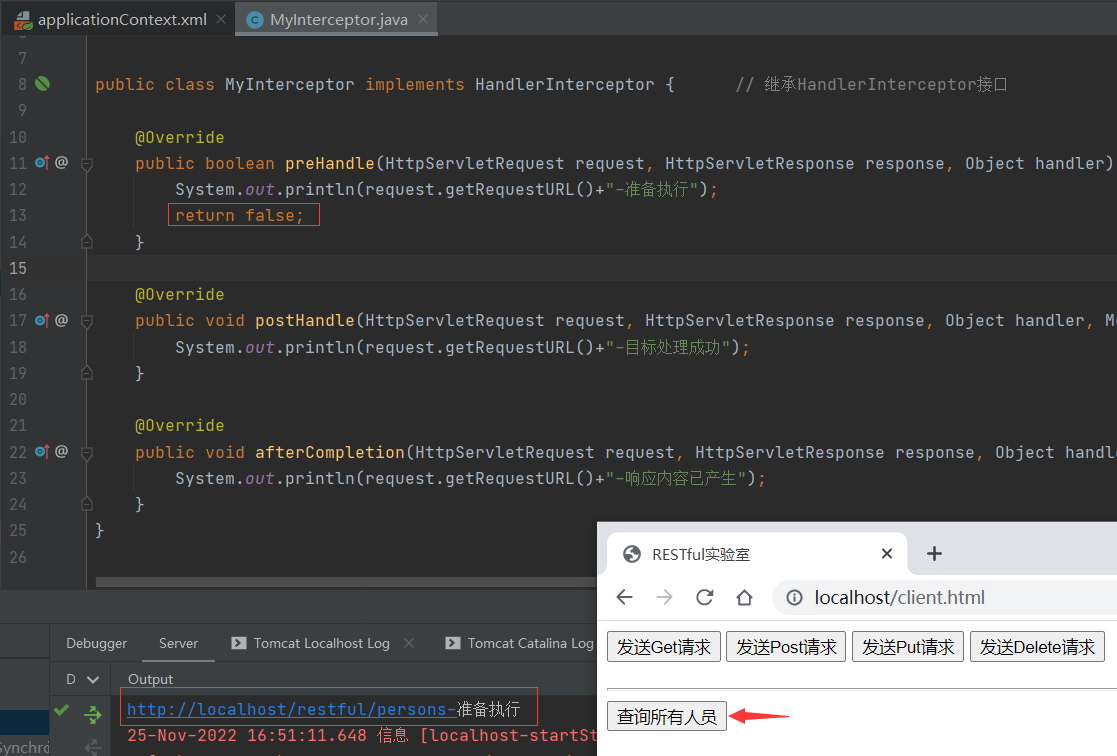 applicationContext.xml
MyInterceptor.java
7
8 public class MyInterceptor implements HandlerInterceptor {      // 继承HandlerInterceptor接口
9
10 @Override
11 @ public boolean preHandle(HttpServletRequest request, HttpServletResponse response, Object handler)
12 System.out.println(request.getRequestURL()+"-准备执行");
13 return false;
14 }
15
16 @Override
17 @ public void postHandle(HttpServletRequest request, HttpServletResponse response, Object handler, M
18 System.out.println(request.getRequestURL()+"-目标处理成功");
19 }
20
21 @Override
22 @ public void afterCompletion(HttpServletRequest request, HttpServletResponse response, Object handl
23 System.out.println(request.getRequestURL()+"-响应内容已产生");
24 }
25 }
26
Debugger Server Tomcat Localhost Log Tomcat Catalina Log
D Output
http://localhost/restful/persons-准备执行
25-Nov-2022 16:51:11.648 信息 [localhost-startSt
Synchro
RESTful实验室
localhost/client.html
发送Get请求 发送Post请求 发送Put请求 发送Delete请求
查询所有人员